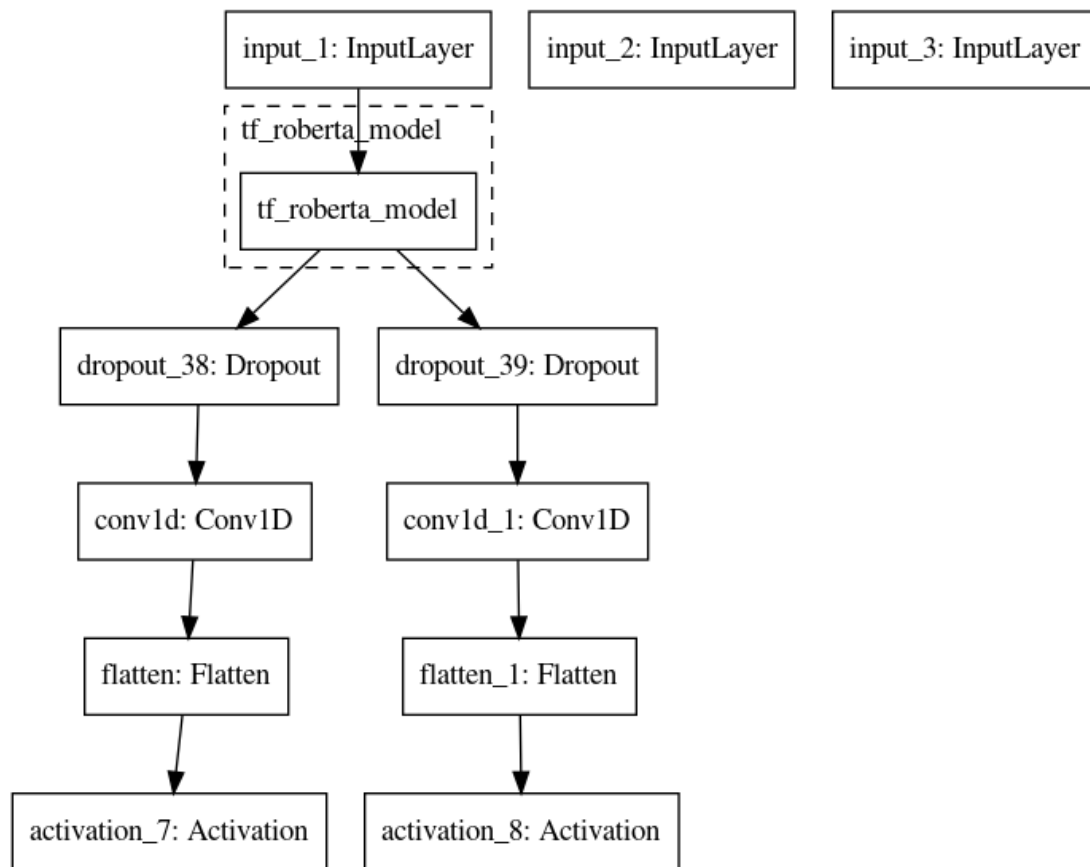 input_1: InputLayer
input_2: InputLayer
input_3: InputLayer
tf_roberta_model
tf_roberta_model
dropout_38: Dropout
dropout_39: Dropout
conv1d: Conv1D
conv1d_1: Conv1D
flatten: Flatten
flatten_1: Flatten
activation_7: Activation
activation_8: Activation